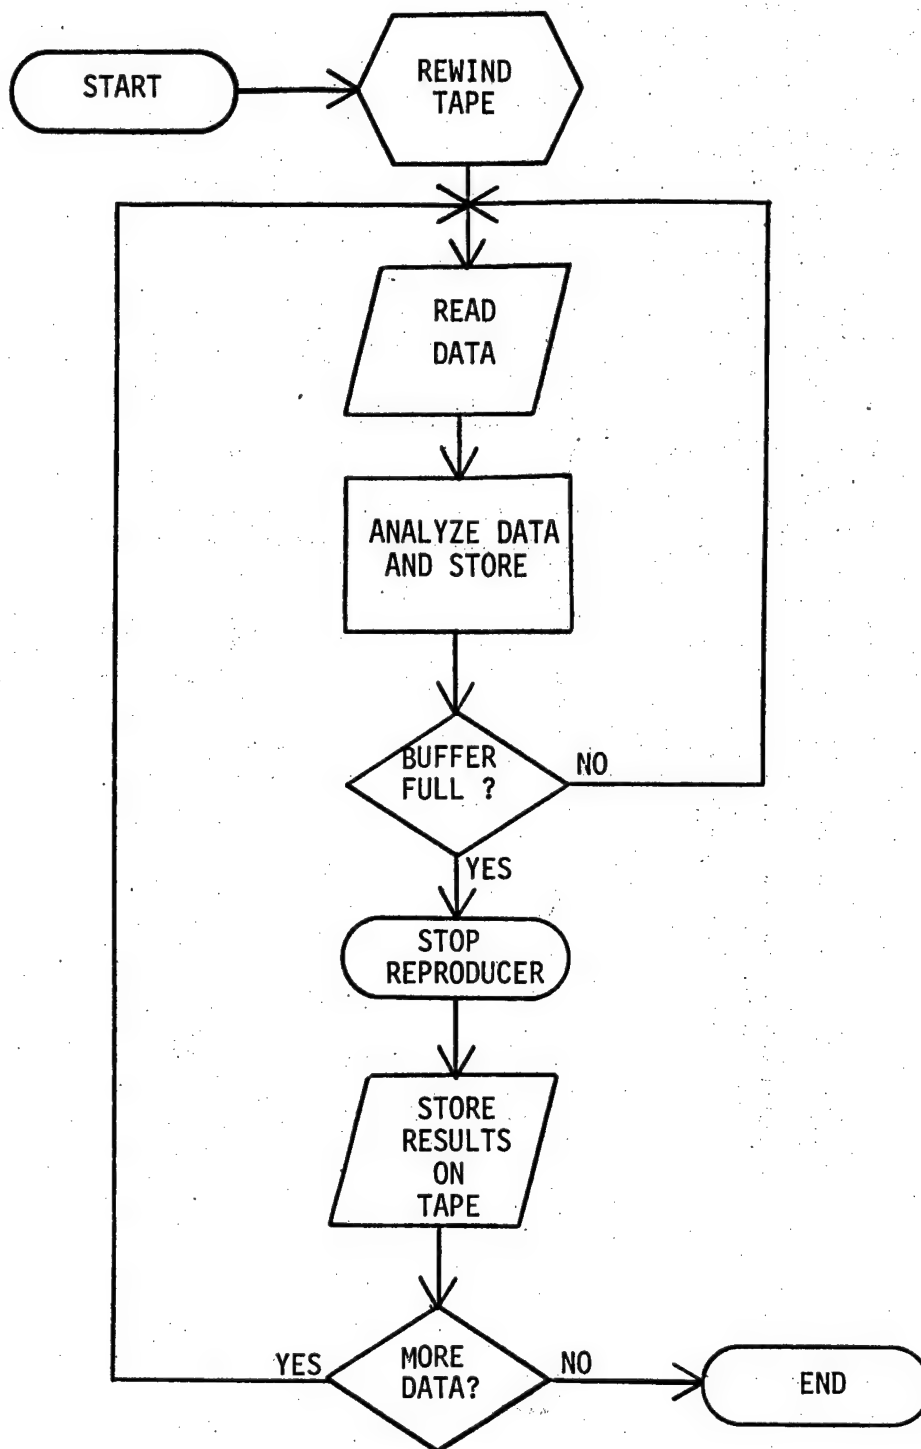 START
REWIND
TAPE
READ
DATA
ANALYZE DATA
AND STORE
BUFFER
FULL ?
NO
YES
STOP
REPRODUCER
STORE
RESULTS
ON
TAPE
YES
MORE
DATA?
NO
END